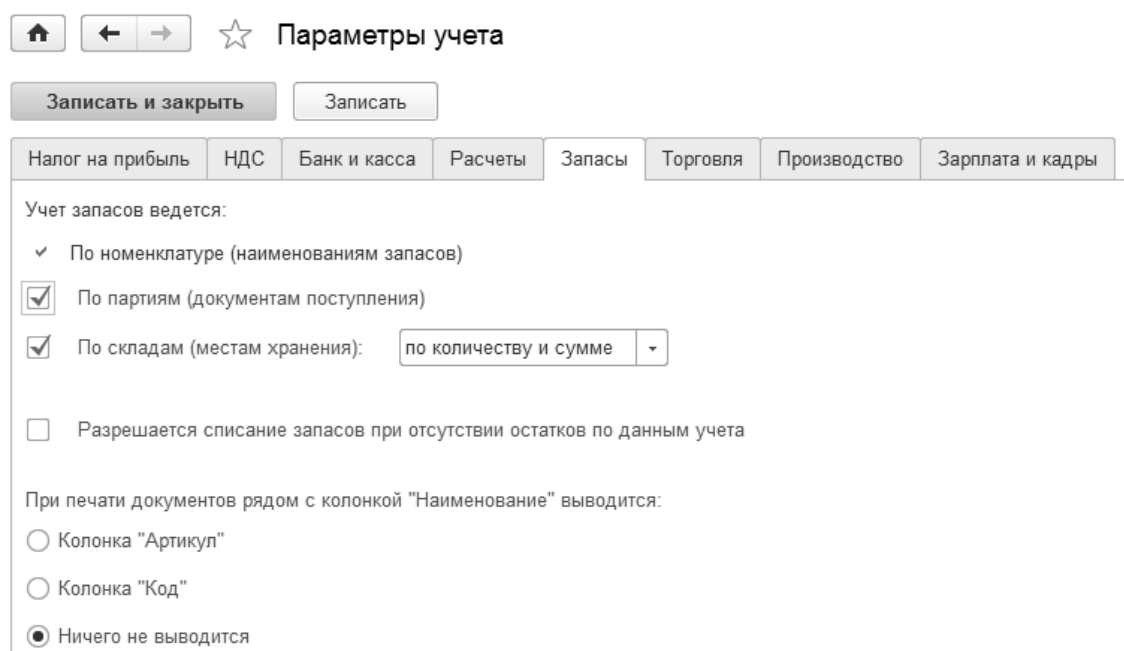 Параметры учета
Записать и закрыть Записать
Налог на прибыль НДС Банк и касса Расчеты Запасы Торговля Производство Зарплата и кадры
Учет запасов ведется:
По номенклатуре (наименованиям запасов)
По партиям (документам поступления)
По складам (местам хранения): по количеству и сумме
Разрешается списание запасов при отсутствии остатков по данным учета
При печати документов рядом с колонкой "Наименование" выводится:
Колонка "Артикул"
Колонка "Код"
Ничего не выводится